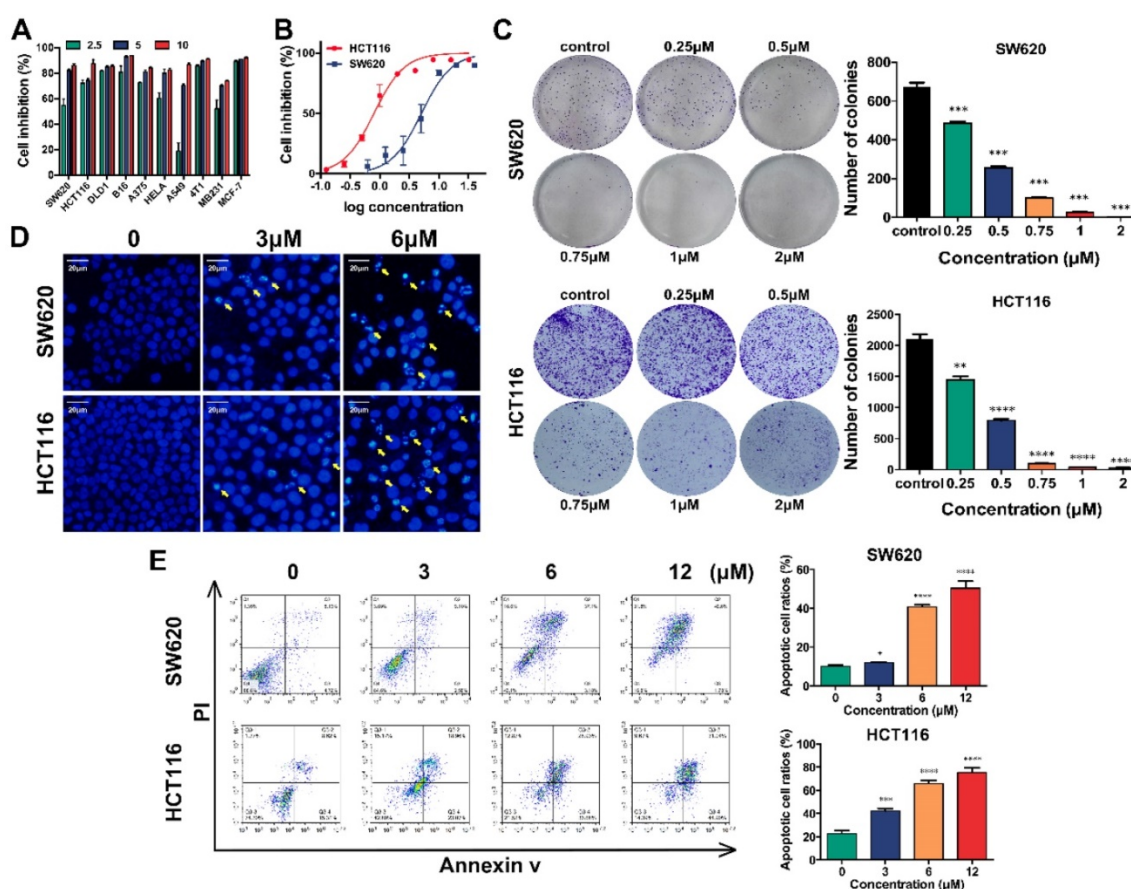 A
2.5 5 10
Cell inhibition (%)
100
80
60
40
20
0
SW620
HCT116
DLD1
B16
A375
HELA
A549
4T1
MB231
MCF-7
B
HCT116
SW620
Cell inhibition (%)
100
50
0
-1.0 -0.5 0.0 0.5 1.0 1.5
log concentration
C
control 0.25μM 0.5μM
SW620
0.75μM 1μM 2μM
SW620
Number of colonies
800
600
400
200
0
*** *** *** *** ***
control 0.25 0.5 0.75 1 2
Concentration (μM)
control 0.25μM 0.5μM
HCT116
0.75μM 1μM 2μM
HCT116
Number of colonies
2500
2000
1500
1000
500
0
** **** **** **** ****
control 0.25 0.5 0.75 1 2
Concentration (μM)
D
0 3μM 6μM
SW620
20μm 20μm 20μm
HCT116
20μm 20μm 20μm
E
0 3 6 12 (μM)
SW620
HCT116
PI
Annexin v
SW620
Apoptotic cell ratios (%)
60
40
20
0
* **** ****
0 3 6 12
Concentration (μM)
HCT116
Apoptotic cell ratios (%)
100
80
60
40
20
0
*** **** ****
0 3 6 12
Concentration (μM)